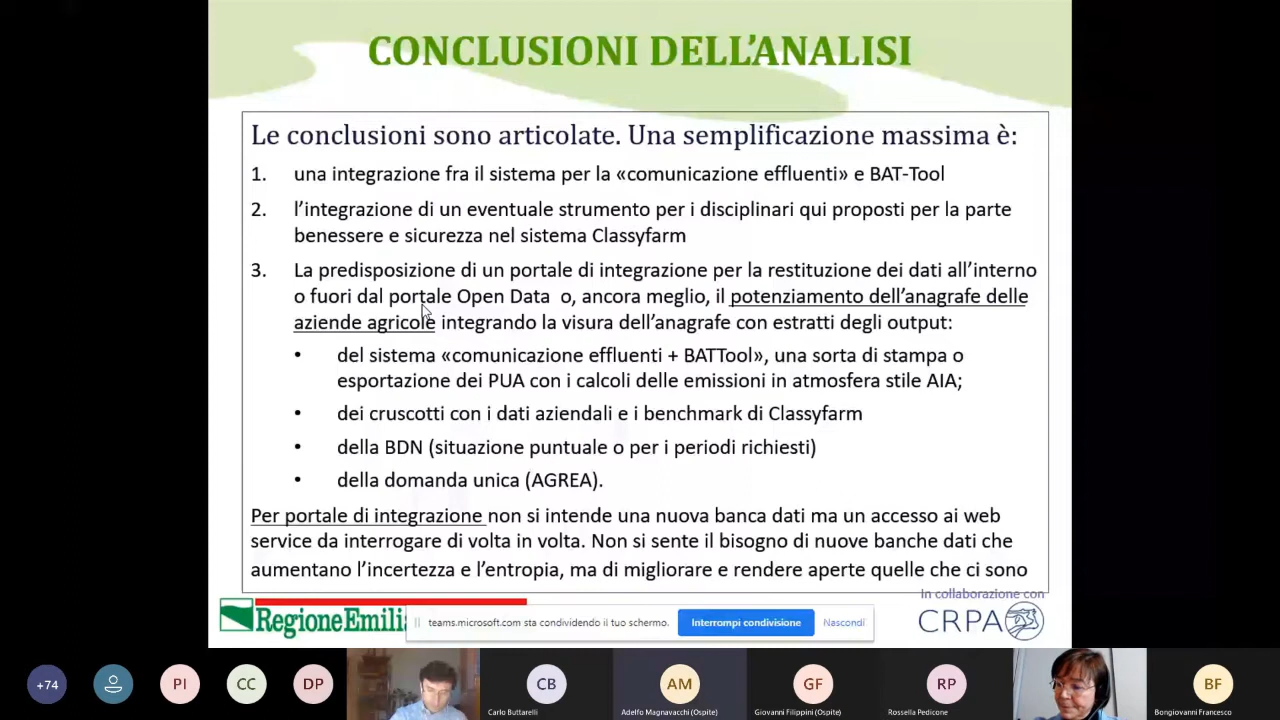 CONCLUSIONI DELL'ANALISI
Le conclusioni sono articolate. Una semplificazione massima è:
1. una integrazione fra il sistema per la «comunicazione effluenti» e BAT-Tool
2. l'integrazione di un eventuale strumento per i disciplinari qui proposti per la parte
benessere e sicurezza nel sistema Classyfarm
3. La predisposizione di un portale di integrazione per la restituzione dei dati all'interno
o fuori dal portale Open Data o, ancora meglio, il potenziamento dell'anagrafe delle
aziende agricole integrando la visura dell'anagrafe con estratti degli output:
• del sistema «comunicazione effluenti + BATTool», una sorta di stampa o
esportazione dei PUA con i calcoli delle emissioni in atmosfera stile AIA;
• dei cruscotti con i dati aziendali e i benchmark di Classyfarm
• della BDN (situazione puntuale o per i periodi richiesti)
• della domanda unica (AGREA).
Per portale di integrazione non si intende una nuova banca dati ma un accesso ai web
service da interrogare di volta in volta. Non si sente il bisogno di nuove banche dati che
aumentano l'incertezza e l'entropia, ma di migliorare e rendere aperte quelle che ci sono
In collaborazione con
RegioneEmili
teams.microsoft.com sta condividendo il tuo schermo.
Interrompi condivisione
Nascondi
CRPA
+74
PI
CC
DP
CB
AM
GF
RP
BF
Carlo Buttarelli
Adelfo Magnavacchi (Ospite)
Giovanni Filippini (Ospite)
Rossella Pedicone
Bongiovanni Francesco